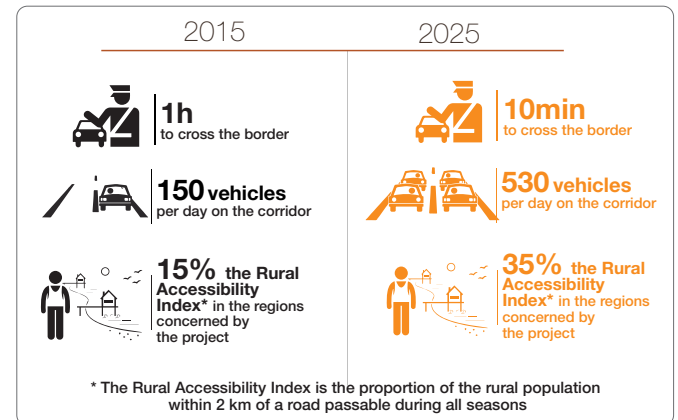 2015
2025
1h
to cross the border
10min
to cross the border
150 vehicles
per day on the corridor
530 vehicles
per day on the corridor
15% the Rural
Accessibility
Index* in the regions
concerned by
the project
35% the Rural
Accessibility
Index* in the regions
concerned by
the project
* The Rural Accessibility Index is the proportion of the rural population
within 2 km of a road passable during all seasons